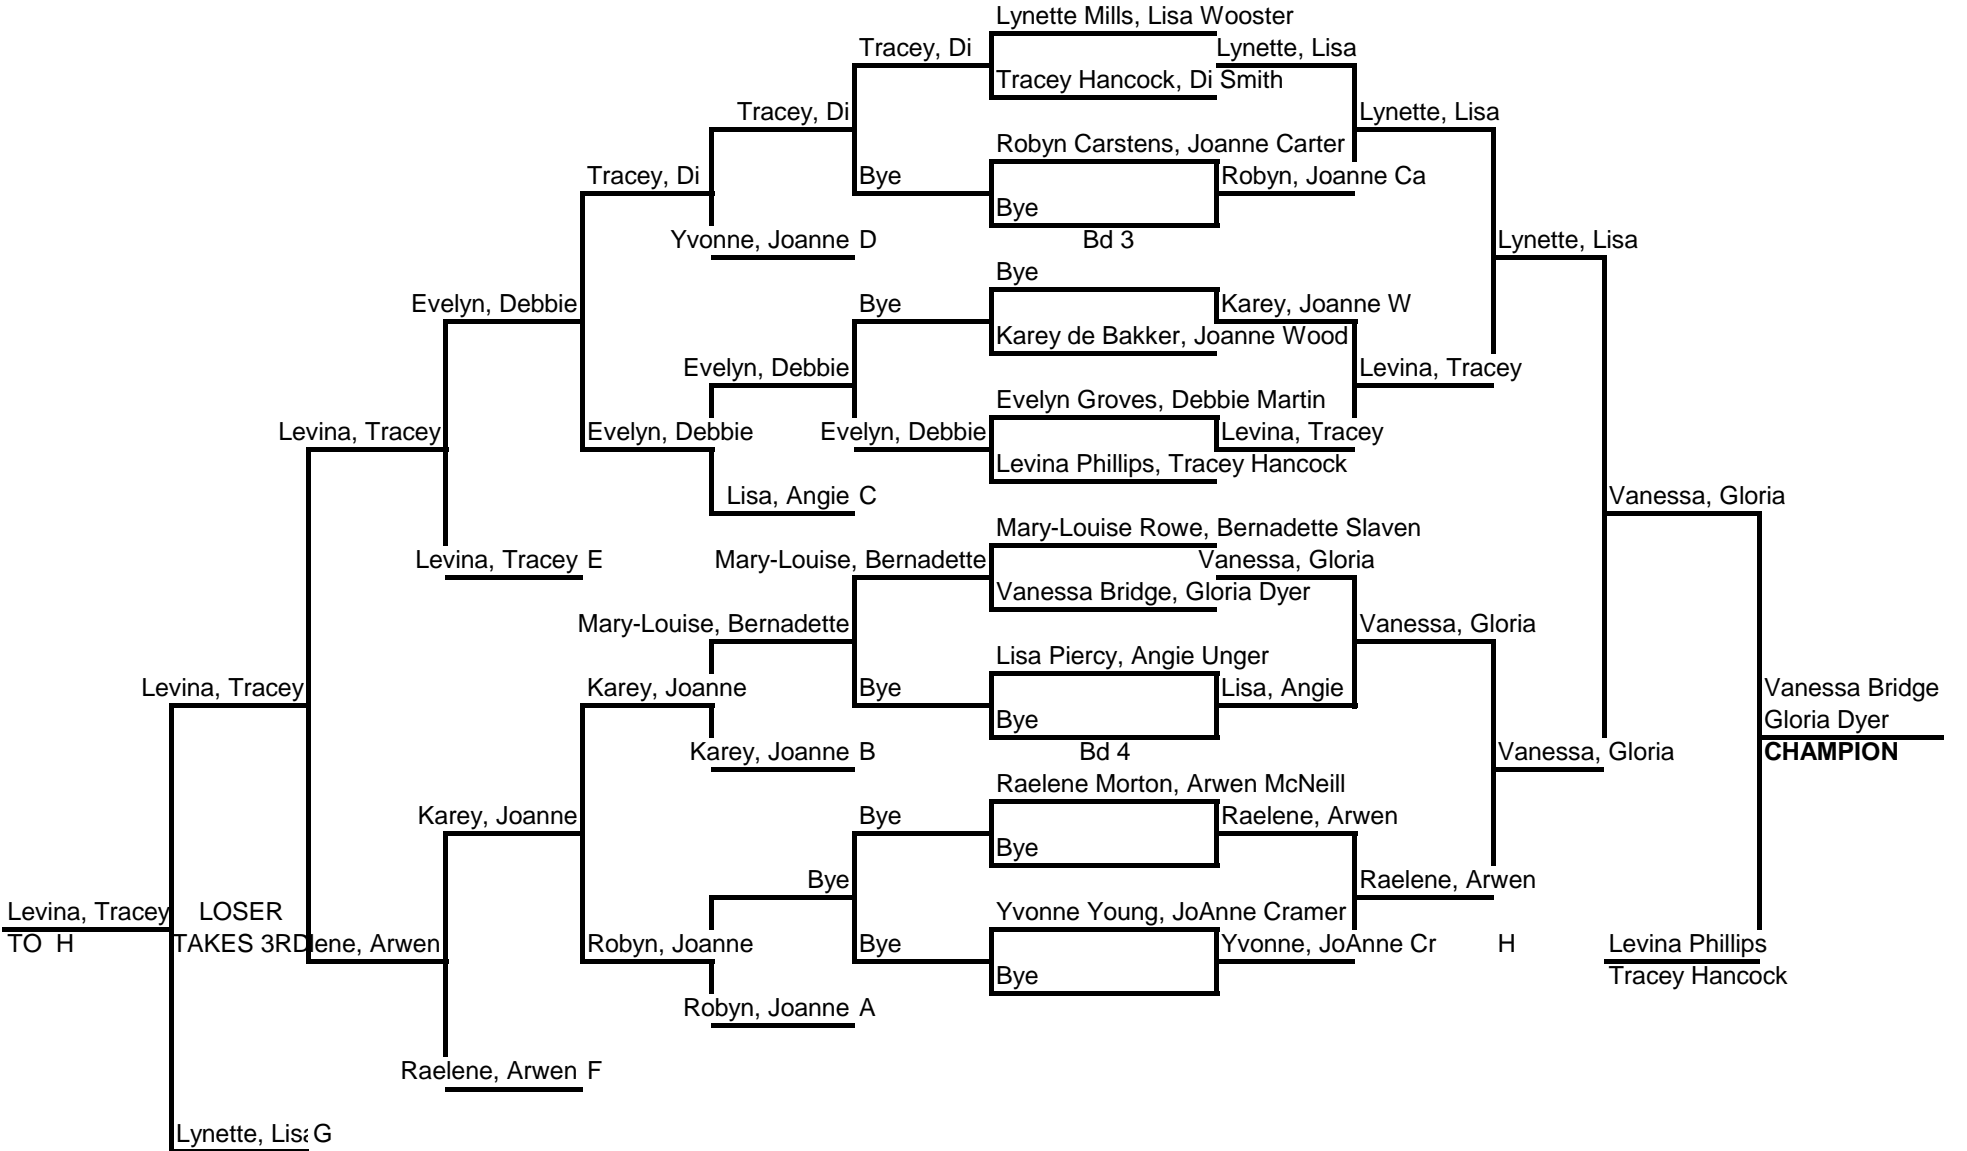 Lynette Mills, Lisa Wooster
Tracey, Di
Lynette, Lisa
Tracey Hancock, Di Smith
Tracey, Di
Lynette, Lisa
Robyn Carstens, Joanne Carter
Tracey, Di
Bye
Robyn, Joanne Ca
Bye
Yvonne, Joanne D
Bd 3
Lynette, Lisa
Bye
Evelyn, Debbie
Bye
Karey, Joanne W
Karey de Bakker, Joanne Wood
Evelyn, Debbie
Levina, Tracey
Evelyn Groves, Debbie Martin
Levina, Tracey
Evelyn, Debbie
Evelyn, Debbie
Levina, Tracey
Levina Phillips, Tracey Hancock
Lisa, Angie C
Vanessa, Gloria
Mary-Louise Rowe, Bernadette Slaven
Levina, Tracey E
Mary-Louise, Bernadette
Vanessa, Gloria
Vanessa Bridge, Gloria Dyer
Mary-Louise, Bernadette
Vanessa, Gloria
Lisa Piercy, Angie Unger
Levina, Tracey
Karey, Joanne
Bye
Lisa, Angie
Vanessa Bridge
Bye
Gloria Dyer
Karey, Joanne B
Bd 4
Vanessa, Gloria
CHAMPION
Raelene Morton, Arwen McNeill
Karey, Joanne
Bye
Raelene, Arwen
Bye
Bye
Raelene, Arwen
Levina, Tracey
LOSER
Yvonne Young, JoAnne Cramer
TO H
TAKES 3RD
lene, Arwen
Robyn, Joanne
Bye
Yvonne, JoAnne Cr
H
Levina Phillips
Bye
Tracey Hancock
Robyn, Joanne A
Raelene, Arwen F
Lynette, Lisa G